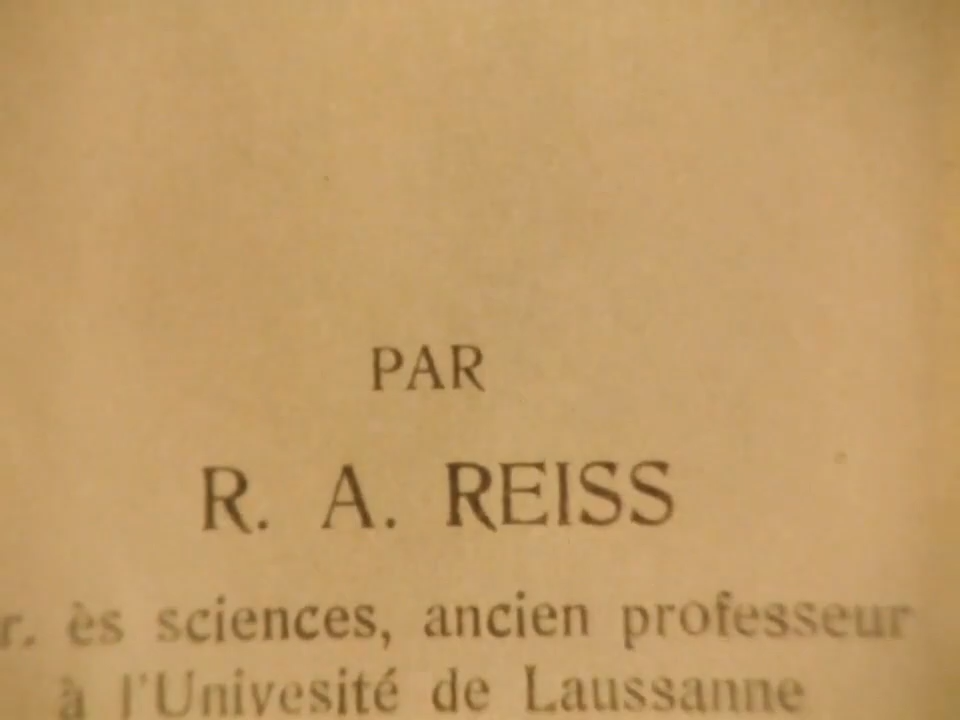 PAR
R. A. REISS
r. ès sciences, ancien professeur
à l'Univesité de Laussanne